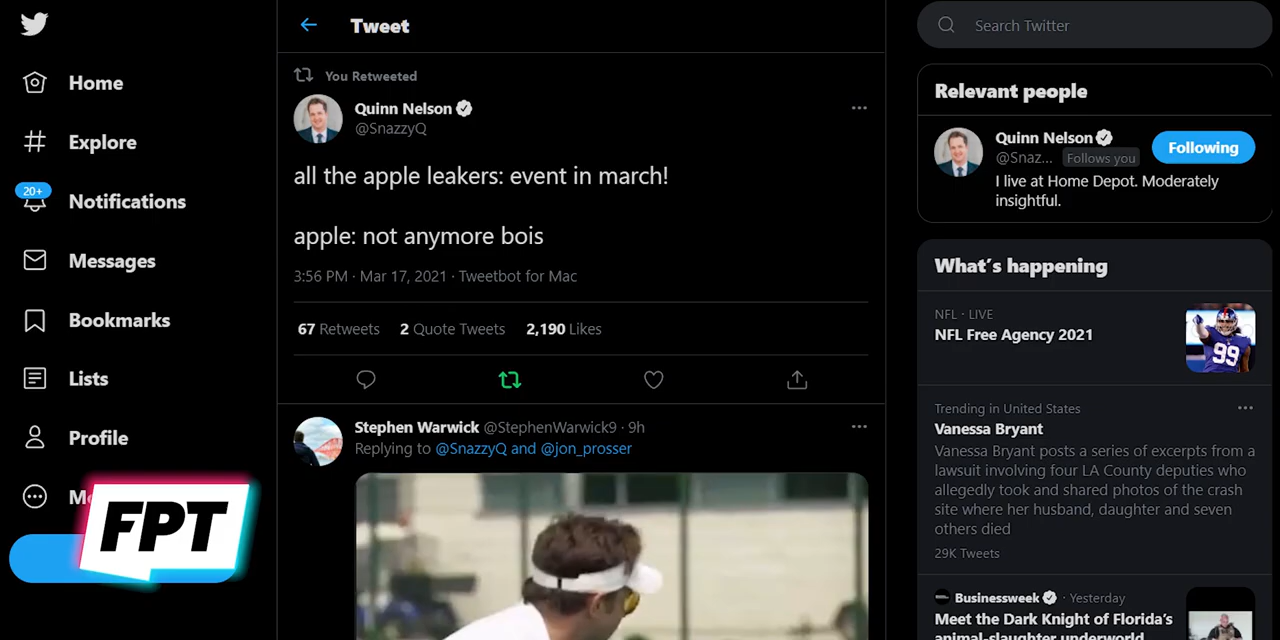 Home
Explore
20+
Notifications
Messages
Bookmarks
Lists
Profile
FPT
Tweet
You Retweeted
Quinn Nelson
@SnazzyQ
all the apple leakers: event in march!
apple: not anymore bois
3:56 PM · Mar 17, 2021 · Tweetbot for Mac
67 Retweets 2 Quote Tweets 2,190 Likes
Stephen Warwick @StephenWarwick9 · 9h
Replying to @SnazzyQ and @jon_prosser
Search Twitter
Relevant people
Quinn Nelson
@Snaz... Follows you
Following
I live at Home Depot. Moderately
insightful.
What's happening
NFL · LIVE
NFL Free Agency 2021
99
Trending in United States
Vanessa Bryant
Vanessa Bryant posts a series of excerpts from a
lawsuit involving four LA County deputies who
allegedly took and shared photos of the crash
site where her husband, daughter and seven
others died
29K Tweets
Businessweek · Yesterday
Meet the Dark Knight of Florida's
animal-slaughter underworld